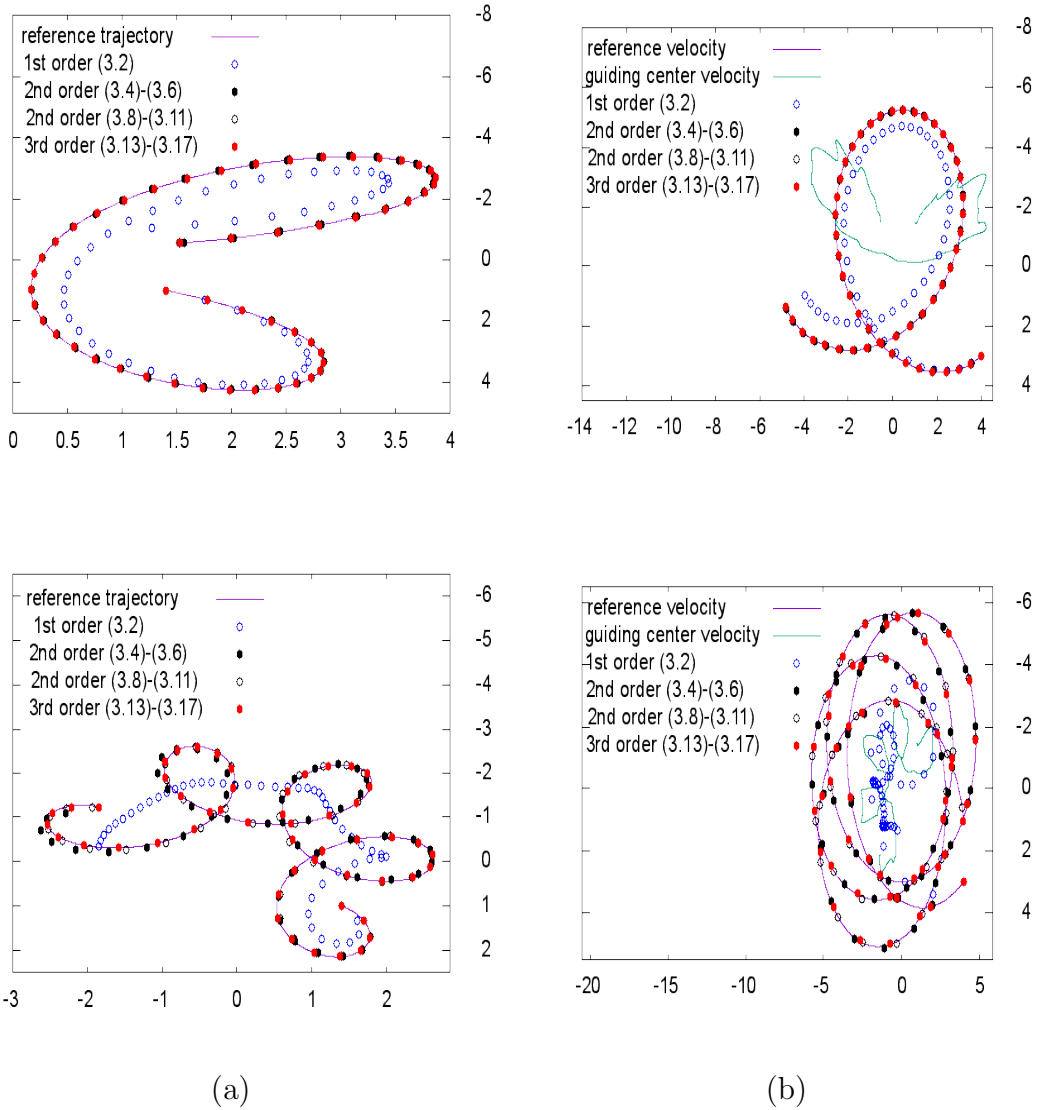 reference trajectory
1st order (3.2)
2nd order (3.4)-(3.6)
2nd order (3.8)-(3.11)
3rd order (3.13)-(3.17)
-8
-6
-4
-2
0
2
4
0 0.5 1 1.5 2 2.5 3 3.5 4
reference velocity
guiding center velocity
1st order (3.2)
2nd order (3.4)-(3.6)
2nd order (3.8)-(3.11)
3rd order (3.13)-(3.17)
-8
-6
-4
-2
0
2
4
-14 -12 -10 -8 -6 -4 -2 0 2 4
reference trajectory
1st order (3.2)
2nd order (3.4)-(3.6)
2nd order (3.8)-(3.11)
3rd order (3.13)-(3.17)
-6
-5
-4
-3
-2
-1
0
1
2
-3 -2 -1 0 1 2
reference velocity
guiding center velocity
1st order (3.2)
2nd order (3.4)-(3.6)
2nd order (3.8)-(3.11)
3rd order (3.13)-(3.17)
-6
-4
-2
0
2
4
-20 -15 -10 -5 0 5
(a)
(b)